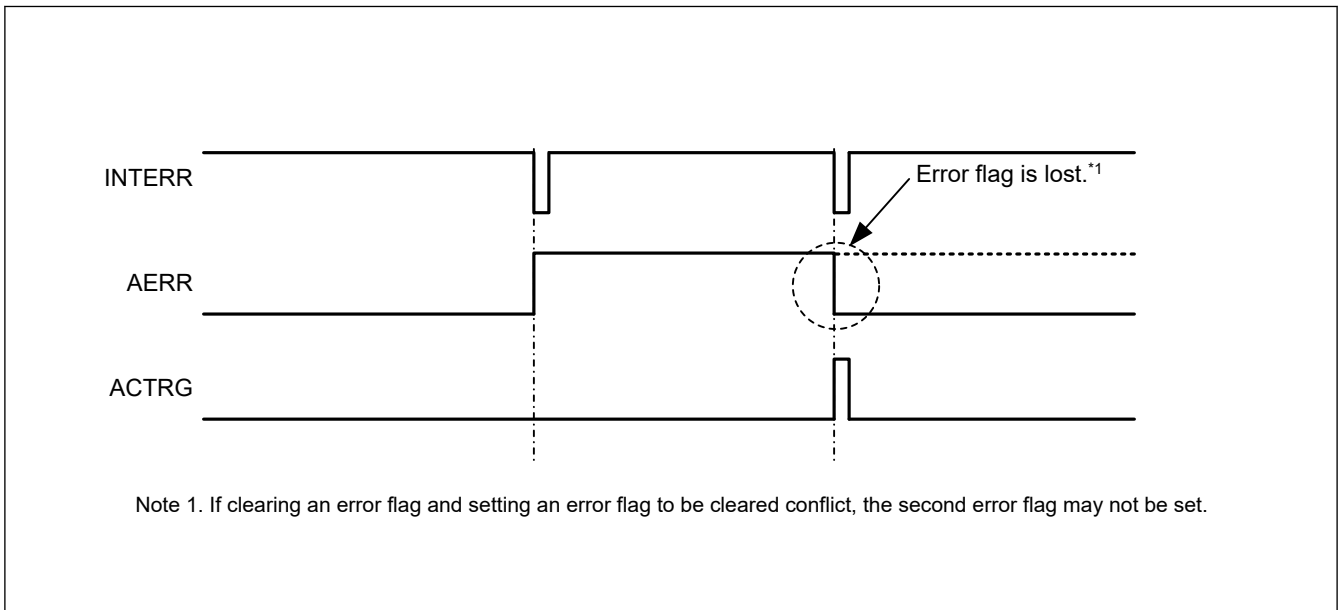 INTERR
Error flag is lost.*1
AERR
ACTRG
Note 1. If clearing an error flag and setting an error flag to be cleared conflict, the second error flag may not be set.